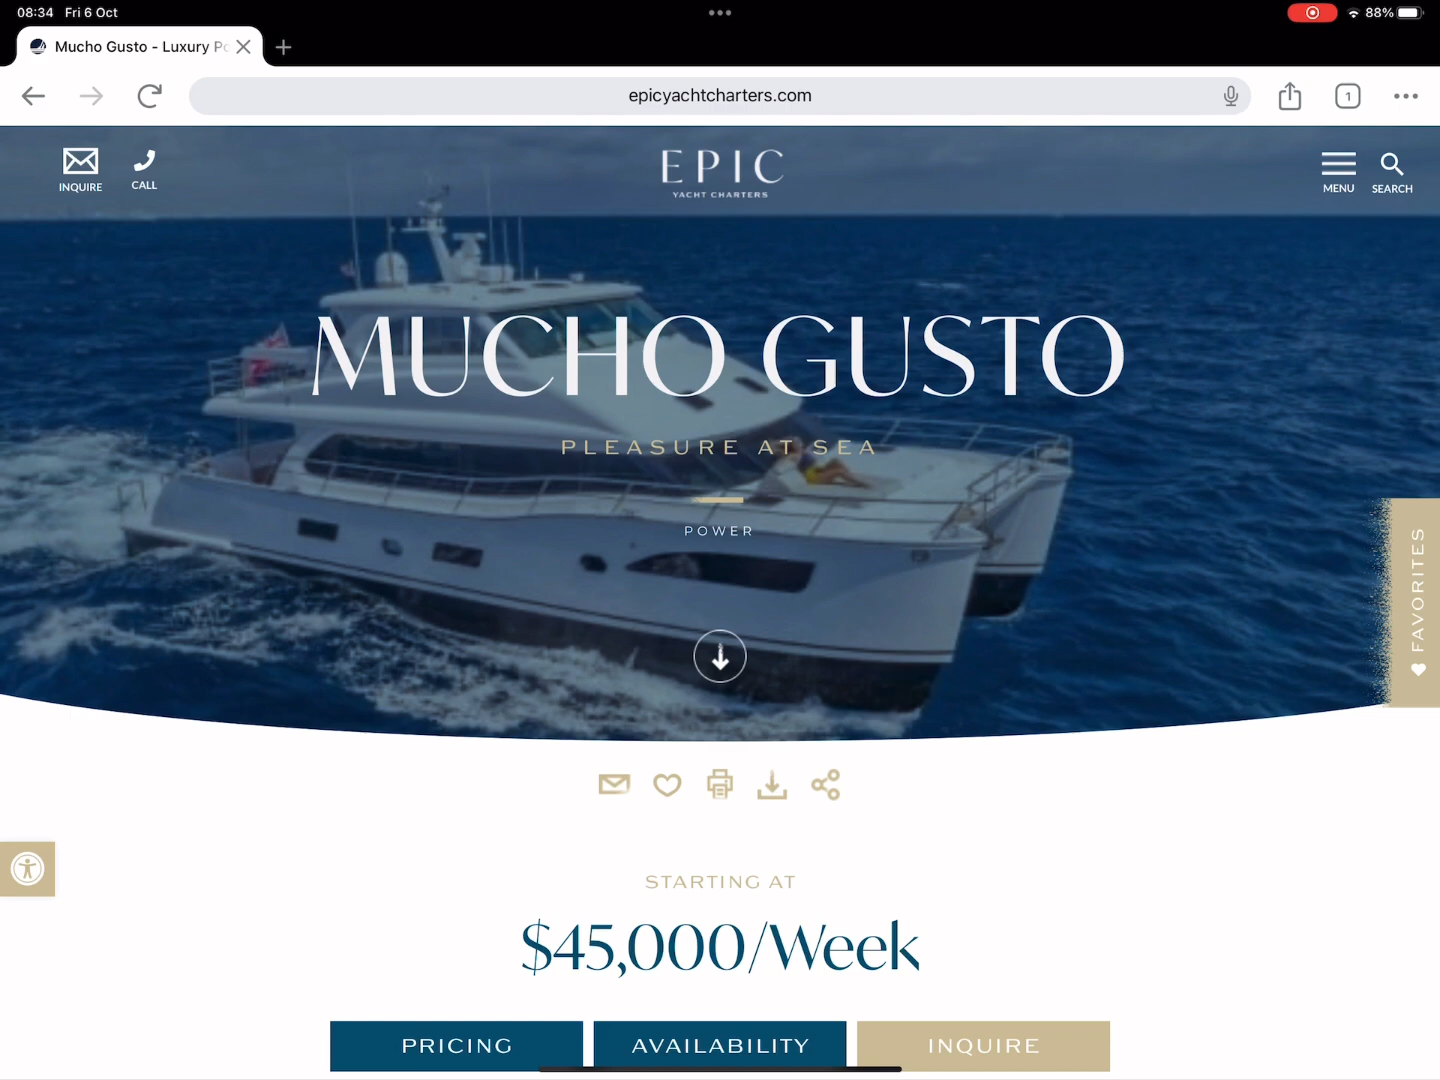 08:34 Fri 6 Oct
88%
Mucho Gusto - Luxury Po
epicyachtcharters.com
1
INQUIRE
CALL
EPIC
YACHT CHARTERS
MENU
SEARCH
MUCHO GUSTO
PLEASURE AT SEA
POWER
FAVORITES
STARTING AT
$45,000/Week
PRICING
AVAILABILITY
INQUIRE